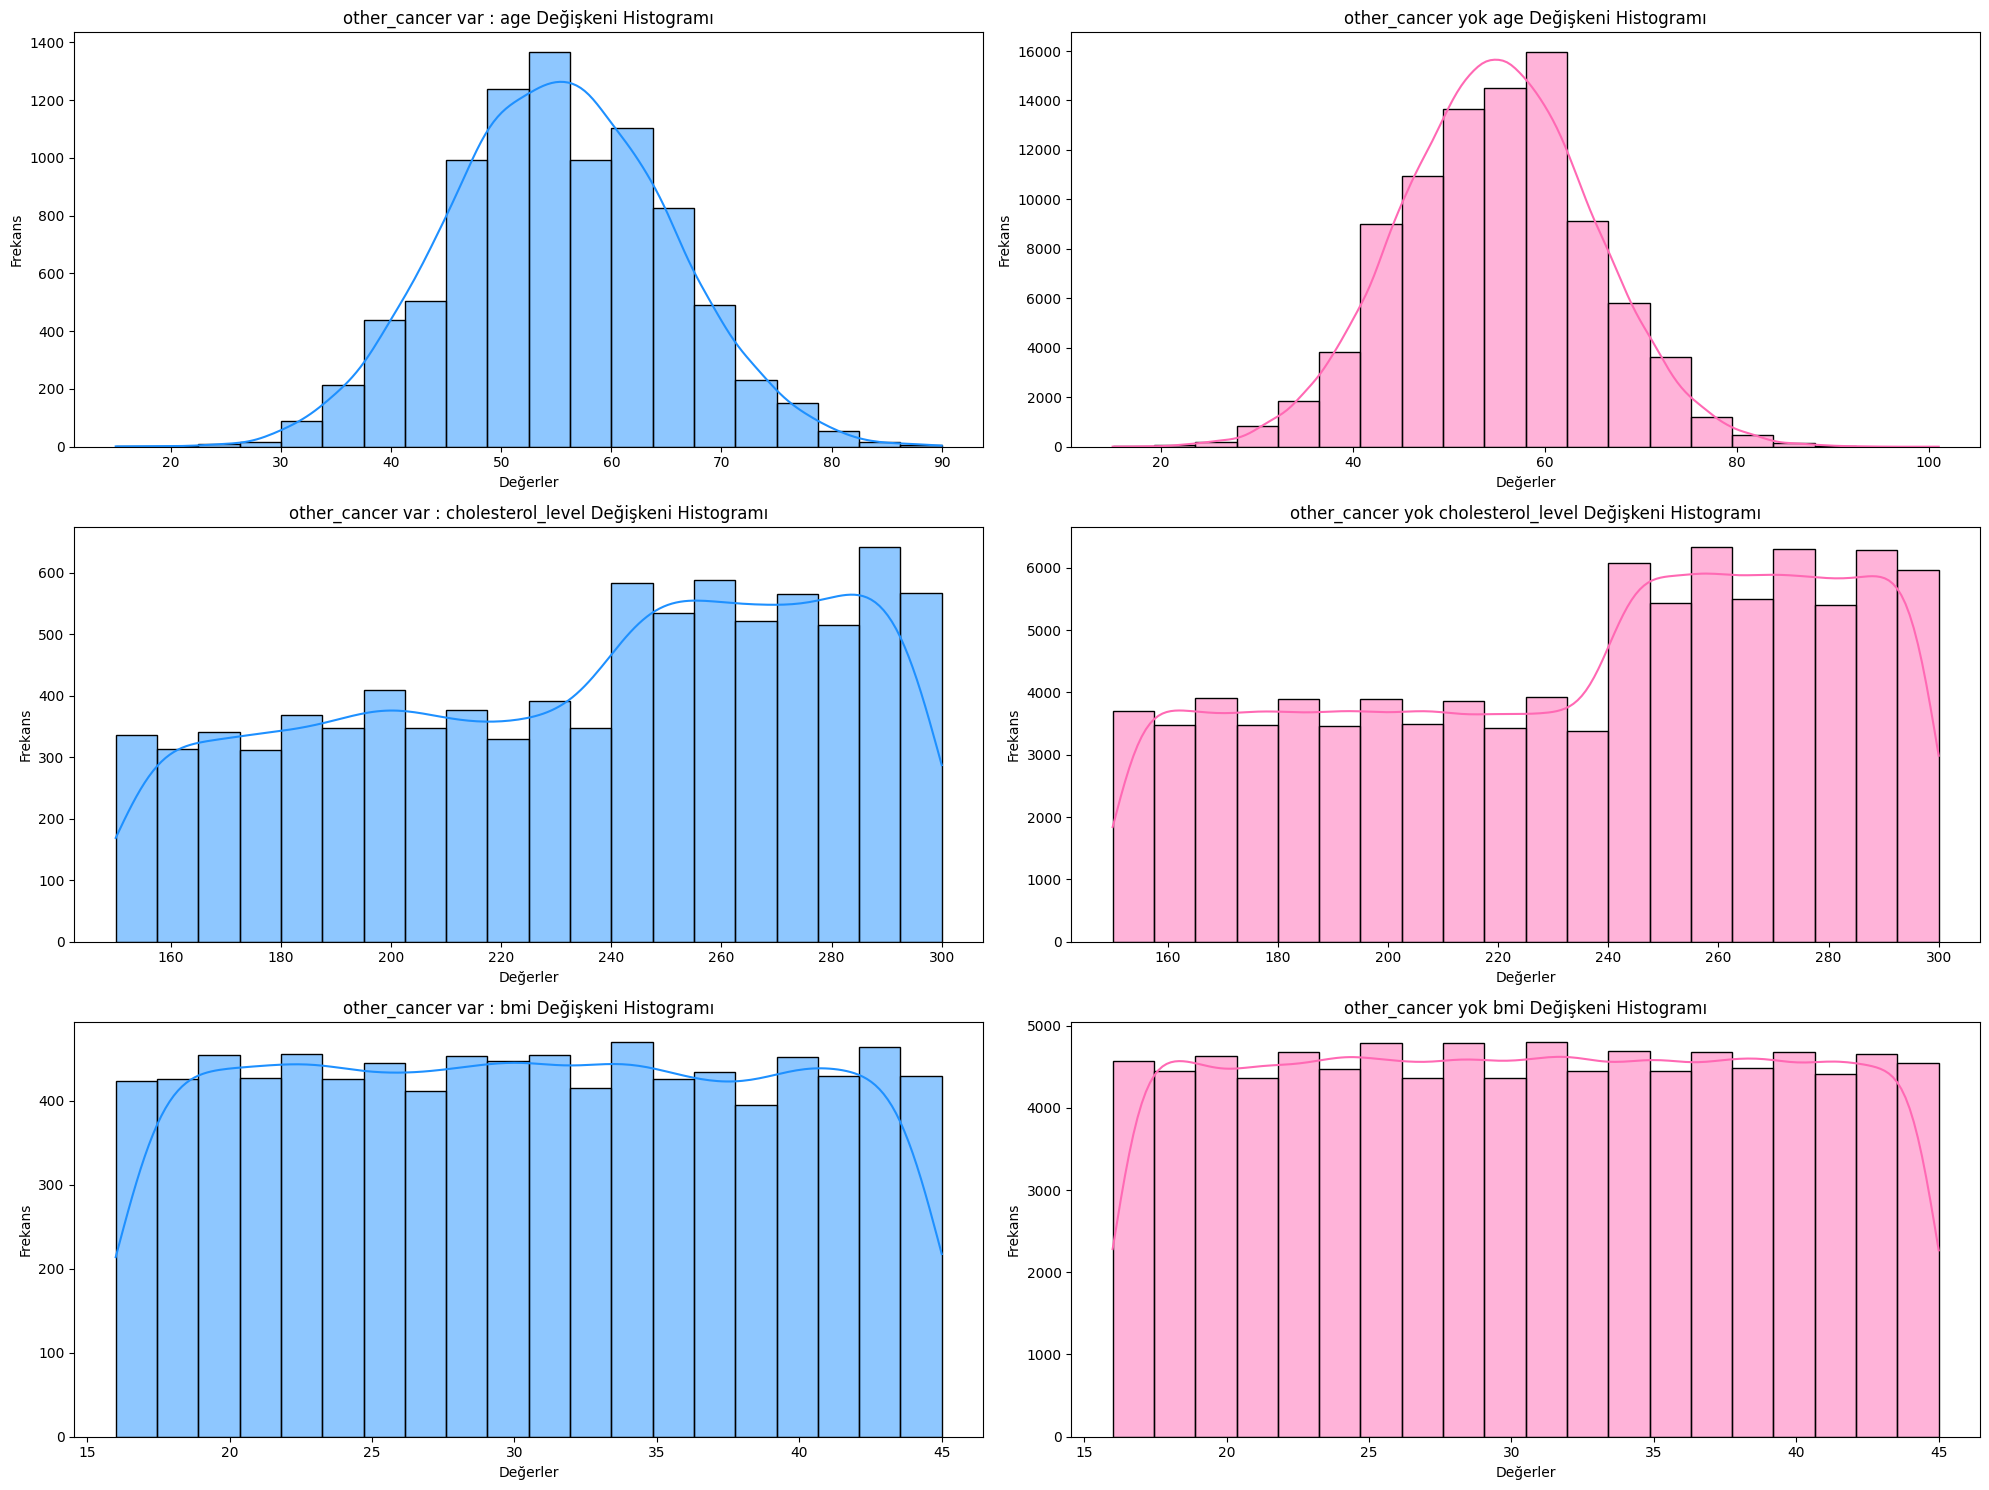 other_cancer var : age Değişkeni Histogramı
1400
1200
1000
800
600
400
200
0
Frekans
20 30 40 50 60 70 80 90
Değerler
other_cancer yok age Değişkeni Histogramı
16000
14000
12000
10000
8000
6000
4000
2000
0
Frekans
20 40 60 80 100
Değerler
other_cancer var : cholesterol_level Değişkeni Histogramı
600
500
400
300
200
100
0
Frekans
160 180 200 220 240 260 280 300
Değerler
other_cancer yok cholesterol_level Değişkeni Histogramı
6000
5000
4000
3000
2000
1000
0
Frekans
160 180 200 220 240 260 280 300
Değerler
other_cancer var : bmi Değişkeni Histogramı
400
300
200
100
0
Frekans
15 20 25 30 35 40 45
Değerler
other_cancer yok bmi Değişkeni Histogramı
5000
4000
3000
2000
1000
0
Frekans
15 20 25 30 35 40 45
Değerler